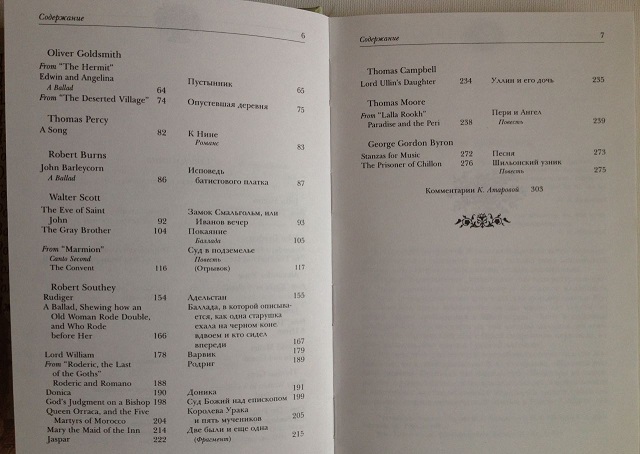 Содержание
6
Oliver Goldsmith
From "The Hermit"
Edwin and Angelina
A Ballad 64
Пустынник 65
From "The Deserted Village" 74
Опустевшая деревня 75
Thomas Percy
A Song 82
К Нине
Романс 83
Robert Burns
John Barleycorn
A Ballad 86
Исповедь
батистового платка 87
Walter Scott
The Eve of Saint
John 92
Замок Смальгольм, или
Иванов вечер 93
The Gray Brother 104
Покаяние
Баллада 105
From "Marmion"
Canto Second
The Convent 116
Суд в подземелье
Повесть
(Отрывок) 117
Robert Southey
Rudiger 154
Адельстан 155
A Ballad, Shewing how an
Old Woman Rode Double,
and Who Rode
before Her 166
Баллада, в которой описыва-
ется, как одна старушка
ехала на черном коне
вдвоем и кто сидел
впереди 167
Lord William 178
Варвик 179
From "Roderic, the Last
of the Goths"
Roderic and Romano 188
Родриг 189
Donica 190
Доника 191
God's Judgment on a Bishop 198
Суд Божий над епископом 199
Queen Orraca, and the Five
Martyrs of Morocco 204
Королева Урака
и пять мучеников 205
Mary the Maid of the Inn 214
Две были и еще одна
(Фрагмент) 215
Jaspar 222
Содержание
7
Thomas Campbell
Lord Ullin's Daughter 234
Уллин и его дочь 235
Thomas Moore
From "Lalla Rookh"
Paradise and the Peri 238
Пери и Ангел
Повесть 239
George Gordon Byron
Stanzas for Music 272
Песня 273
The Prisoner of Chillon 276
Шильонский узник
Повесть 275
Комментарии К. Атаровой 303